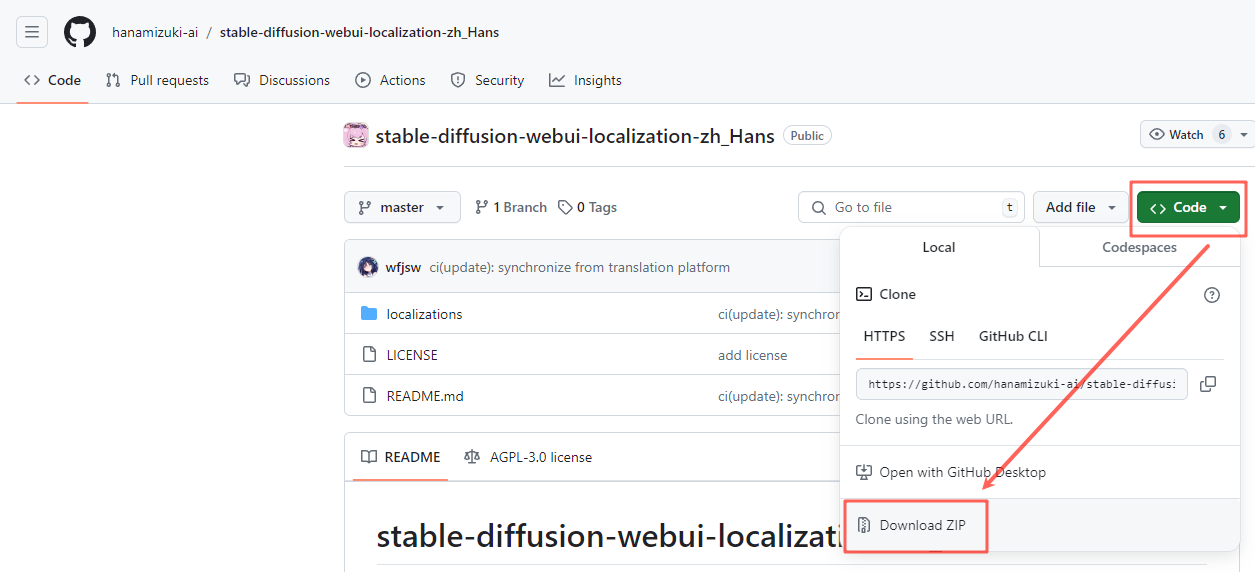 hanamizuki-ai / stable-diffusion-webui-localization-zh_Hans
Code Pull requests Discussions Actions Security Insights
stable-diffusion-webui-localization-zh_Hans Public
Watch 6
master 1 Branch 0 Tags
Go to file t
Add file
Code
Local Codespaces
wfjsw ci(update): synchronize from translation platform
Clone
localizations ci(update): synchror
HTTPS SSH GitHub CLI
LICENSE add license
https://github.com/hanamizuki-ai/stable-diffusi
README.md ci(update): synchror
Clone using the web URL.
README AGPL-3.0 license
Open with GitHub Desktop
Download ZIP
stable-diffusion-webui-localizati